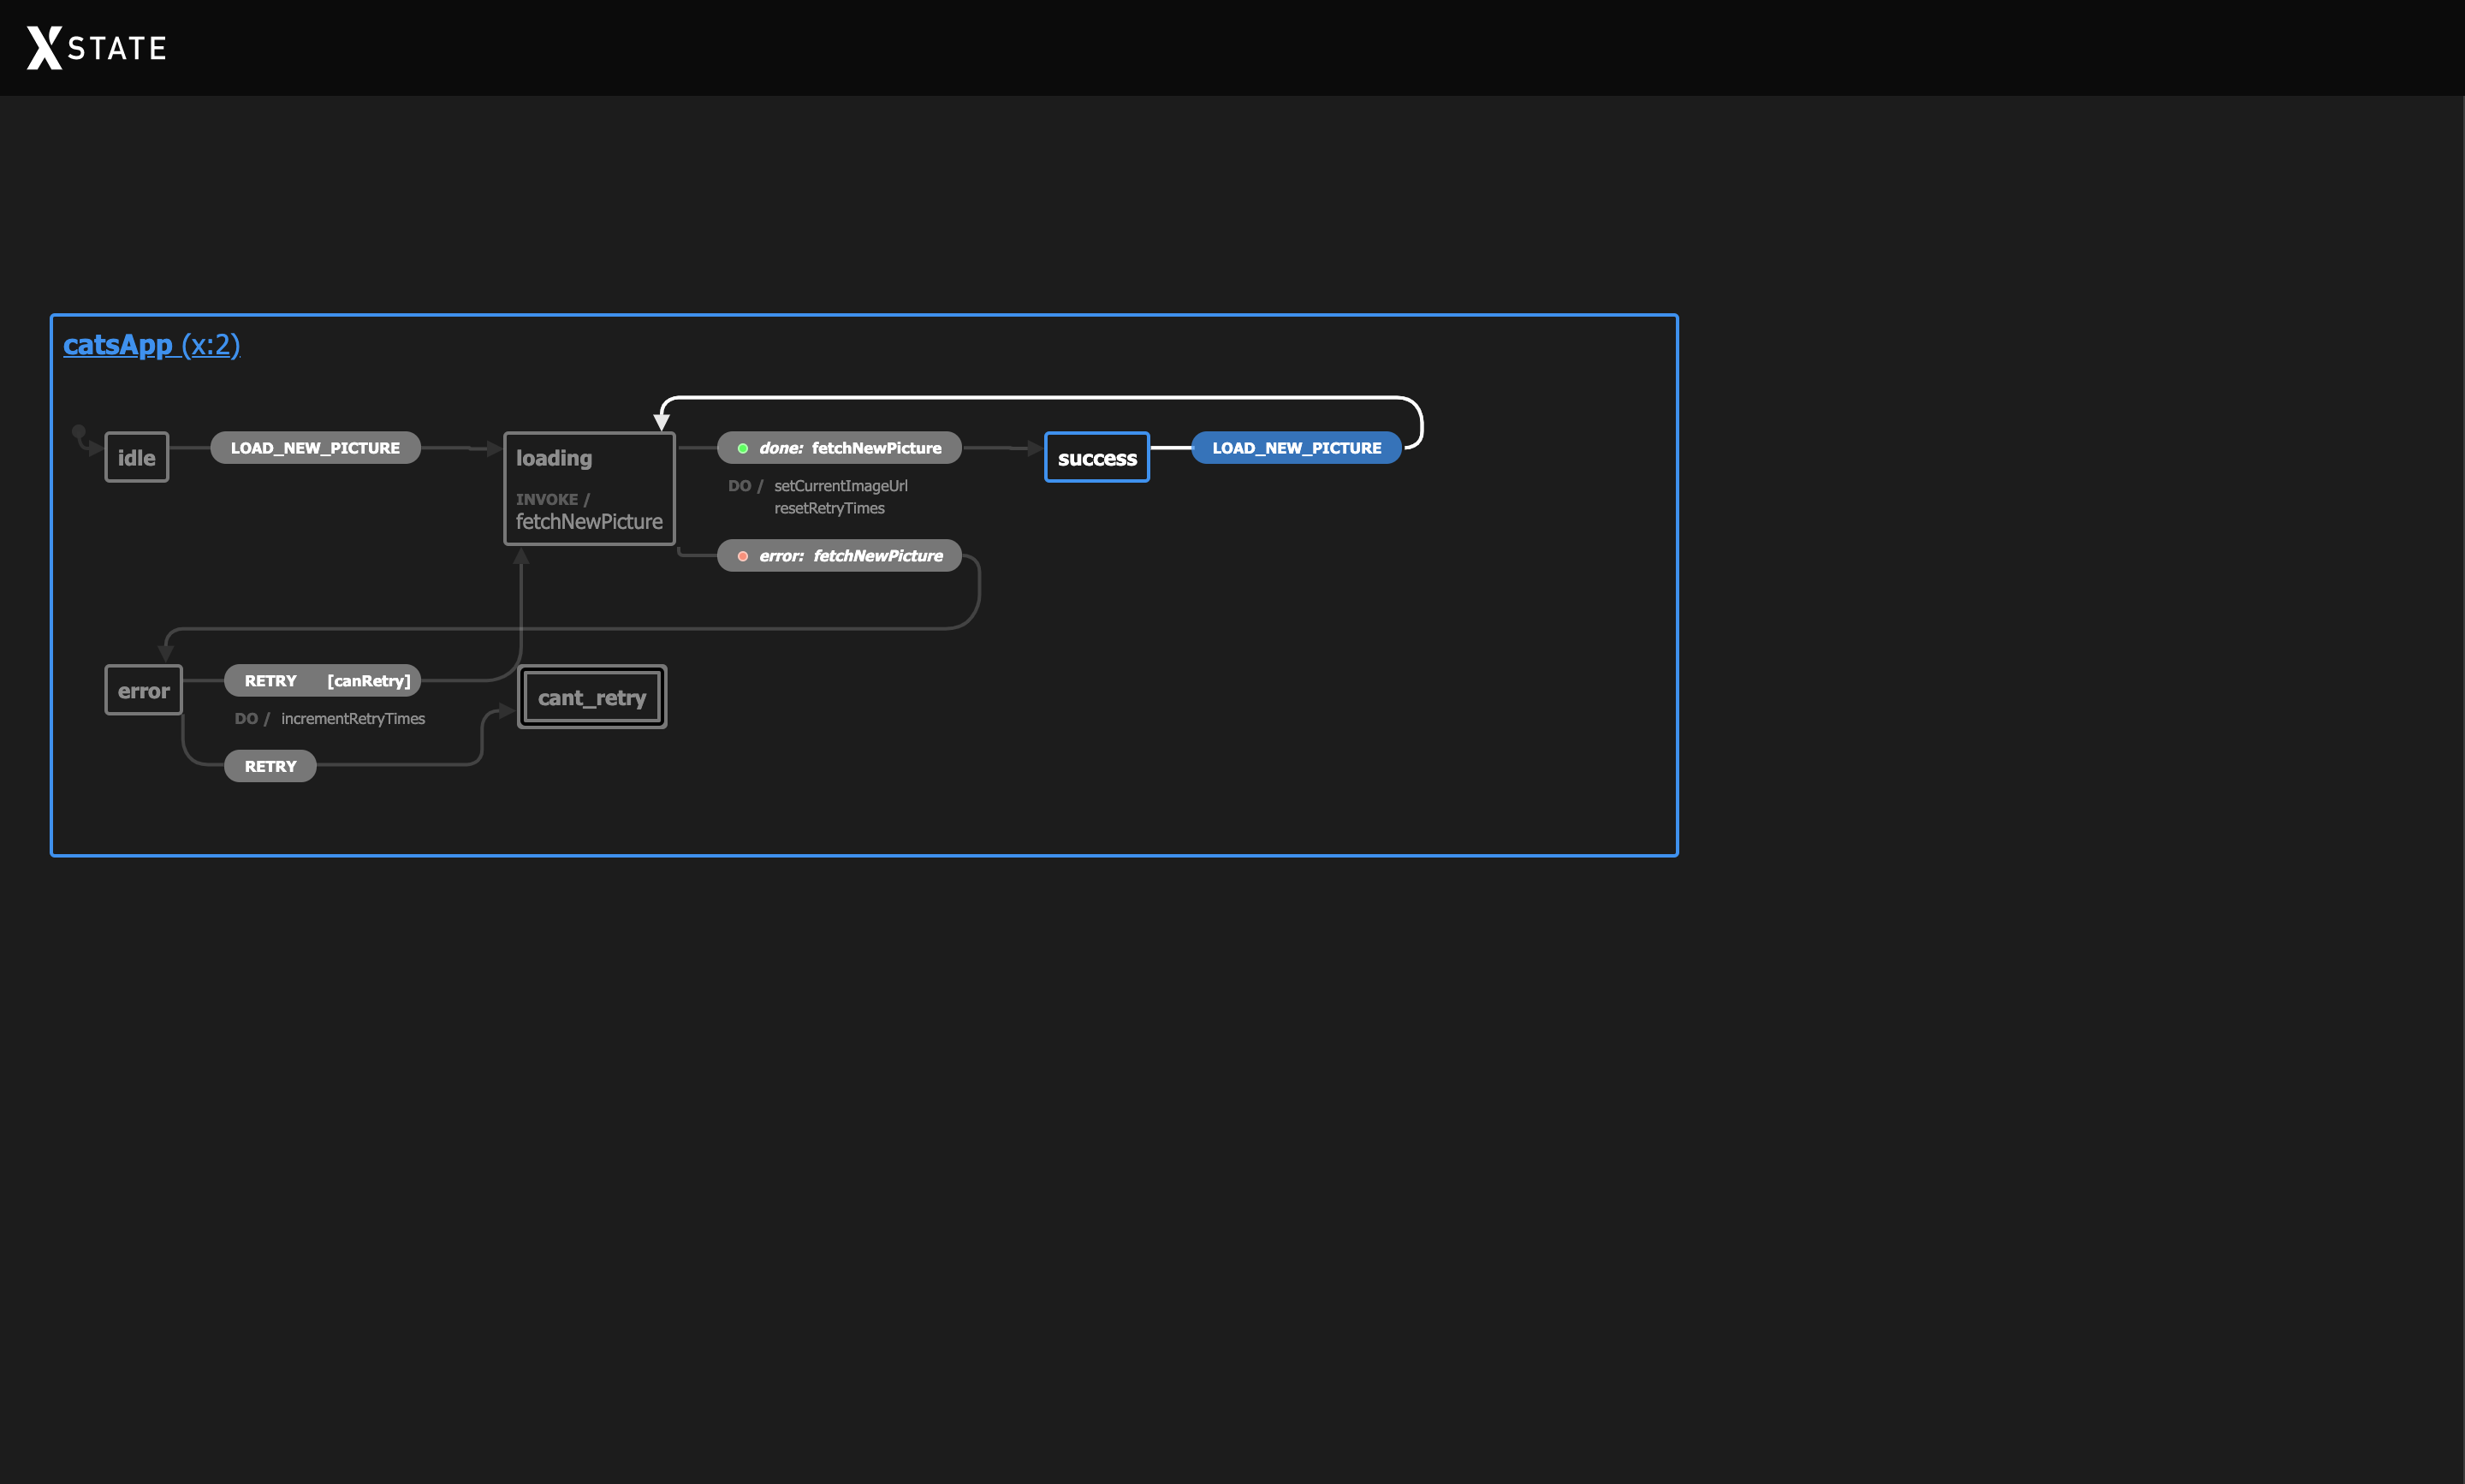 XSTATE
catsApp (x:2)
idle
LOAD_NEW_PICTURE
loading
INVOKE /
fetchNewPicture
done: fetchNewPicture
DO / setCurrentImageUrl
resetRetryTimes
success
LOAD_NEW_PICTURE
error: fetchNewPicture
error
RETRY [canRetry]
DO / incrementRetryTimes
RETRY
cant_retry